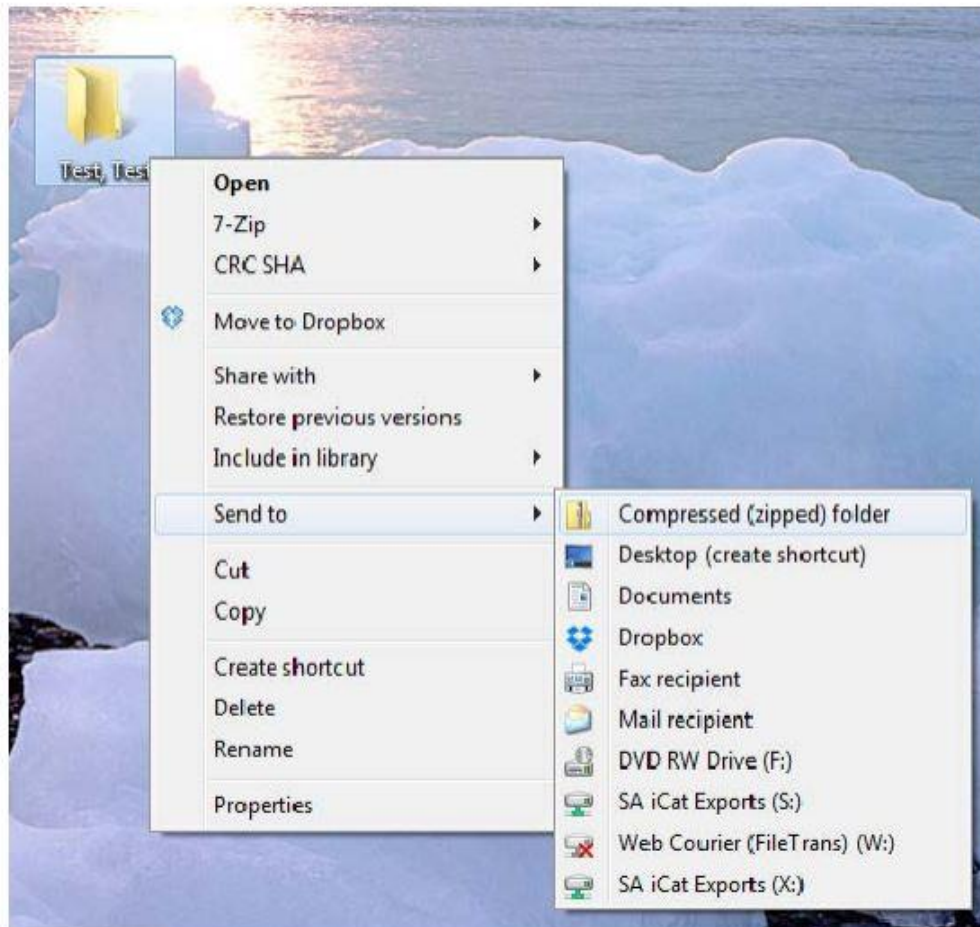 Test, Test
Open
7-Zip
CRC SHA
Move to Dropbox
Share with
Restore previous versions
Include in library
Send to
Cut
Copy
Create shortcut
Delete
Rename
Properties
Compressed (zipped) folder
Desktop (create shortcut)
Documents
Dropbox
Fax recipient
Mail recipient
DVD RW Drive (F:)
SA iCat Exports (S:)
Web Courier (FileTrans) (W:)
SA iCat Exports (X:)